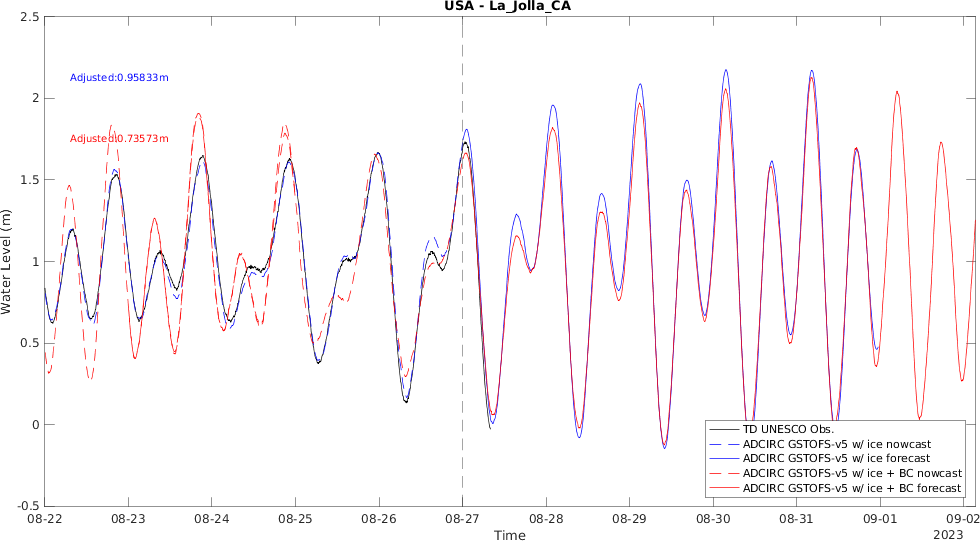 USA - La_Jolla_CA
2.5
2
1.5
1
0.5
0
-0.5
Water Level (m)
Adjusted:0.95833m
Adjusted:0.73573m
TD UNESCO Obs.
ADCIRC GSTOFS-v5 w/ ice nowcast
ADCIRC GSTOFS-v5 w/ ice forecast
ADCIRC GSTOFS-v5 w/ ice + BC nowcast
ADCIRC GSTOFS-v5 w/ ice + BC forecast
08-22 08-23 08-24 08-25 08-26 08-27 08-28 08-29 08-30 08-31 09-01 09-02
Time
2023